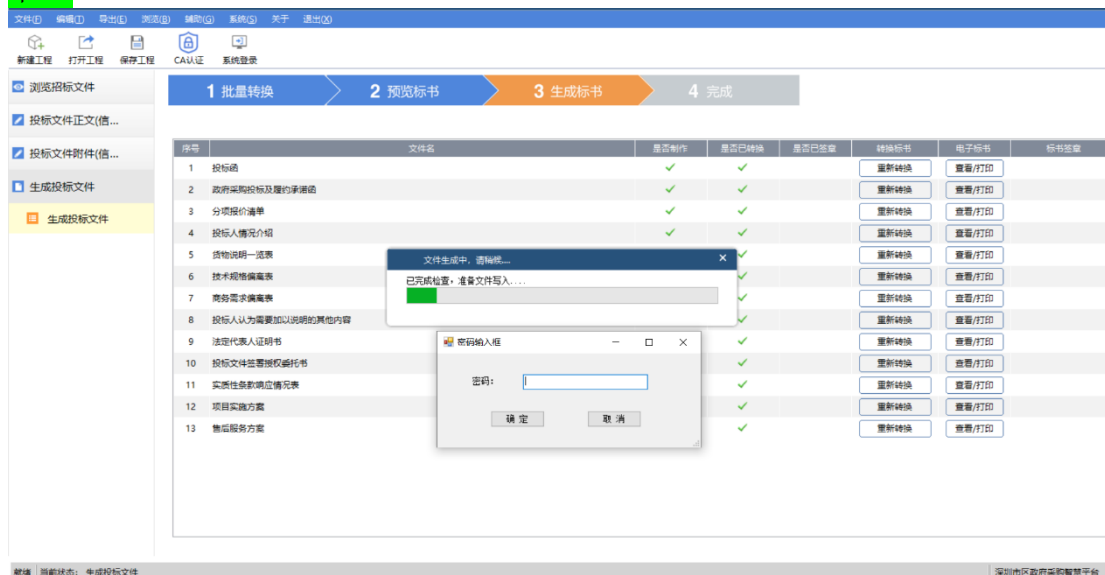 文件(F) 编辑(I) 导出(E) 浏览(B) 辅助(G) 系统(S) 关于 退出(X)
新建工程 打开工程 保存工程 CA认证 系统登录
浏览招标文件
1 批量转换 2 预览标书 3 生成标书 4 完成
投标文件正文(信...
投标文件附件(信...
生成投标文件
生成投标文件
序号 文件名 是否制作 是否已转换 是否已签章 转换标书 电子标书 标书签章
1 投标函 重新转换 查看/打印
2 政府采购投标及履约承诺函 重新转换 查看/打印
3 分项报价清单 重新转换 查看/打印
4 投标人情况介绍 重新转换 查看/打印
5 货物说明一览表 重新转换 查看/打印
6 技术规格偏离表 重新转换 查看/打印
7 商务需求偏离表 重新转换 查看/打印
8 投标人认为需要加以说明的其他内容 重新转换 查看/打印
9 法定代表人证明书 重新转换 查看/打印
10 投标文件签署授权委托书 重新转换 查看/打印
11 实质性条款响应情况表 重新转换 查看/打印
12 项目实施方案 重新转换 查看/打印
13 售后服务方案 重新转换 查看/打印
文件生成中，请稍候....
已完成检查，准备文件写入....
密码输入框
密码：
确 定 取 消
就绪 当前状态： 生成投标文件 深圳市区政府采购智慧平台